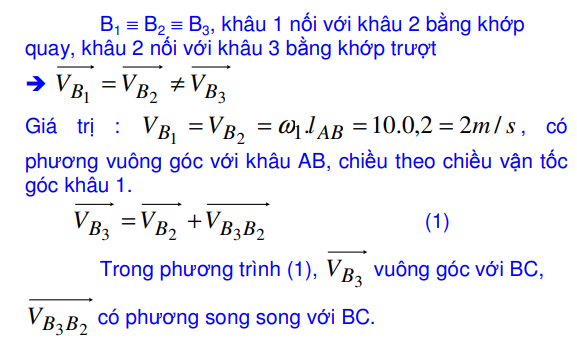 B₁ ≡ B₂ ≡ B₃, khâu 1 nối với khâu 2 bằng khớp
quay, khâu 2 nối với khâu 3 bằng khớp trượt
➔ $\overrightarrow{V_{B_1}} = \overrightarrow{V_{B_2}} \neq \overrightarrow{V_{B_3}}$
Giá trị : $V_{B_1} = V_{B_2} = \omega_1.l_{AB} = 10.0,2 = 2m/s$, có
phương vuông góc với khâu AB, chiều theo chiều vận tốc
góc khâu 1.
$\overrightarrow{V_{B_3}} = \overrightarrow{V_{B_2}} + \overrightarrow{V_{B_3B_2}}$ (1)
Trong phương trình (1), $\overrightarrow{V_{B_3}}$ vuông góc với BC,
$\overrightarrow{V_{B_3B_2}}$ có phương song song với BC.